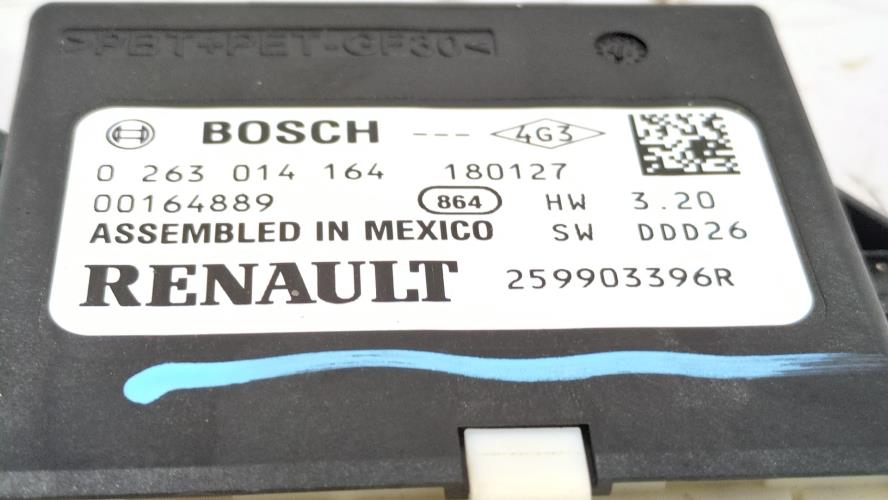 >PBT+PET-GF30<
BOSCH --- 4G3
0 263 014 164 180127
00164889 864 HW 3.20
ASSEMBLED IN MEXICO SW DDD26
RENAULT 259903396R